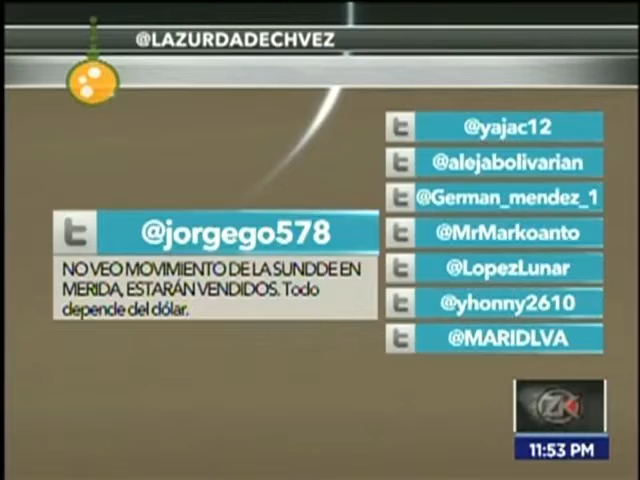 @LAZURDADECHVEZ
@jorgego578
NO VEO MOVIMIENTO DE LA SUNDDE EN
MERIDA, ESTARÁN VENDIDOS. Todo
depende del dólar.
@yajac12
@alejabolivarian
@German_mendez_1
@MrMarkoanto
@LopezLunar
@yhonny2610
@MARIDLVA
ZK
11:53 PM